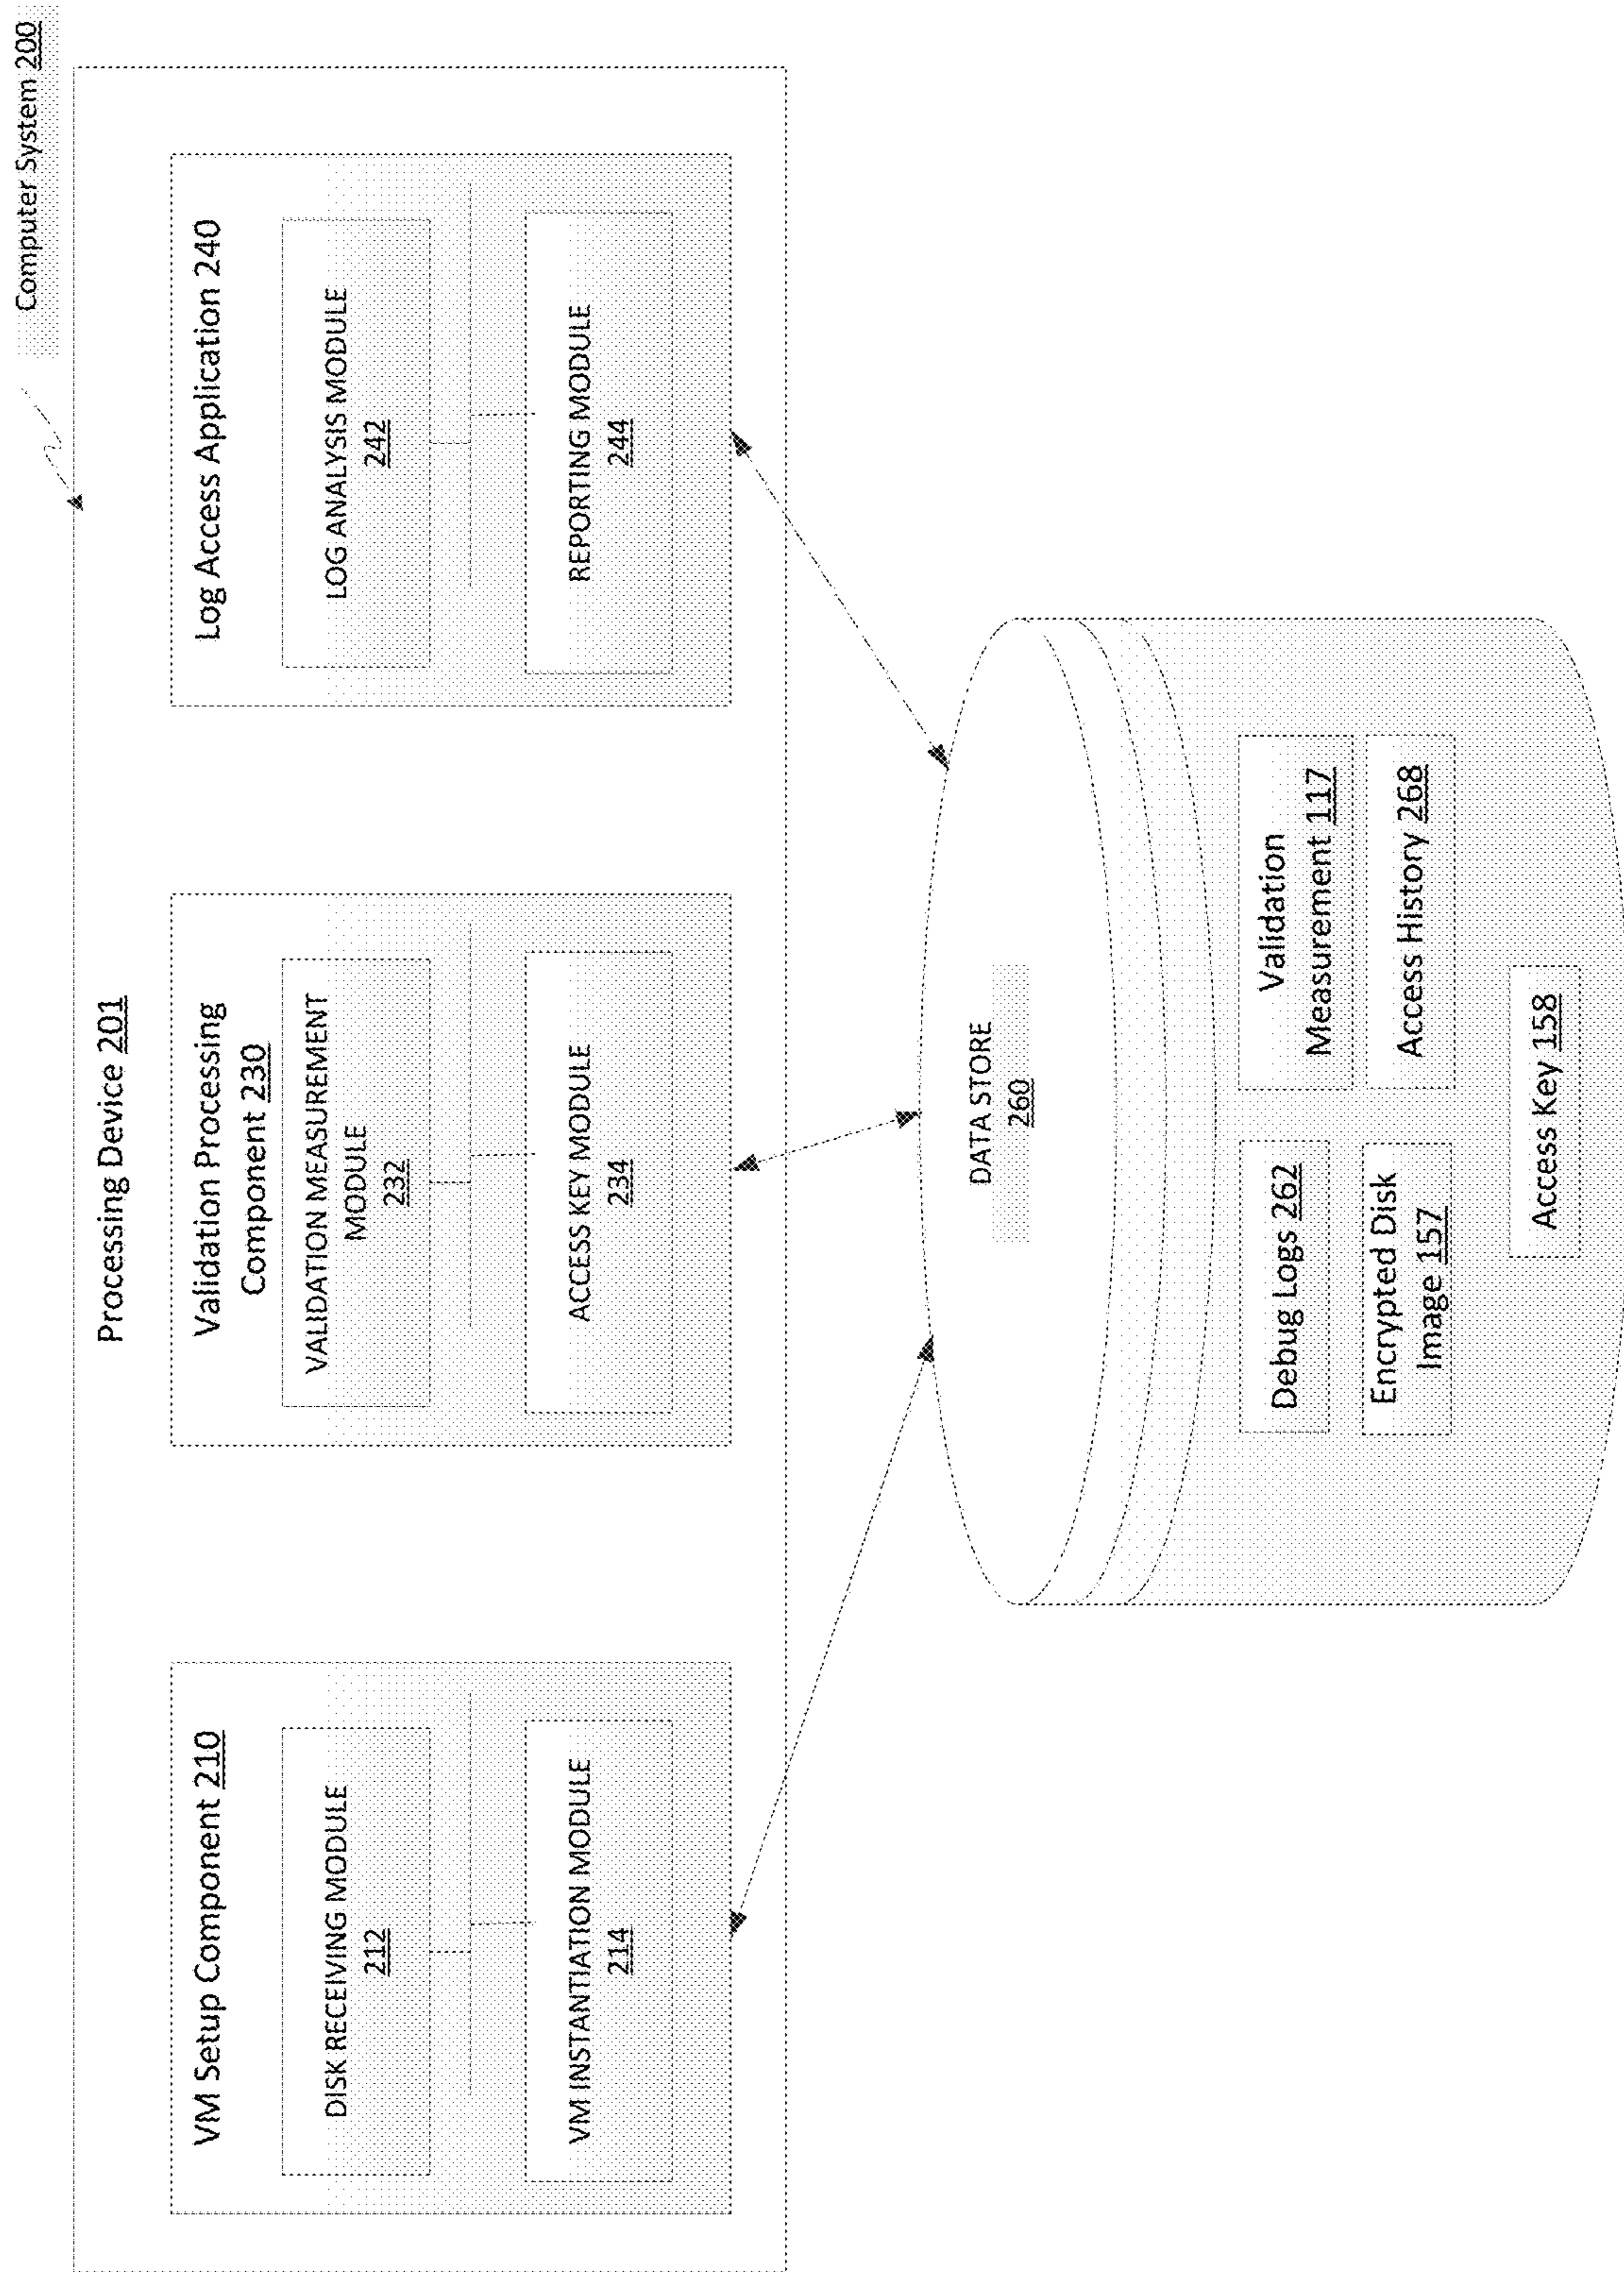 Computer System 200
Processing Device 201
VM Setup Component 210
DISK RECEIVING MODULE
212
VM INSTANTIATION MODULE
214
Validation Processing
Component 230
VALIDATION MEASUREMENT
MODULE
232
ACCESS KEY MODULE
234
Log Access Application 240
LOG ANALYSIS MODULE
242
REPORTING MODULE
244
DATA STORE
260
Debug Logs 262
Encrypted Disk
Image 157
Validation
Measurement 117
Access History 268
Access Key 158